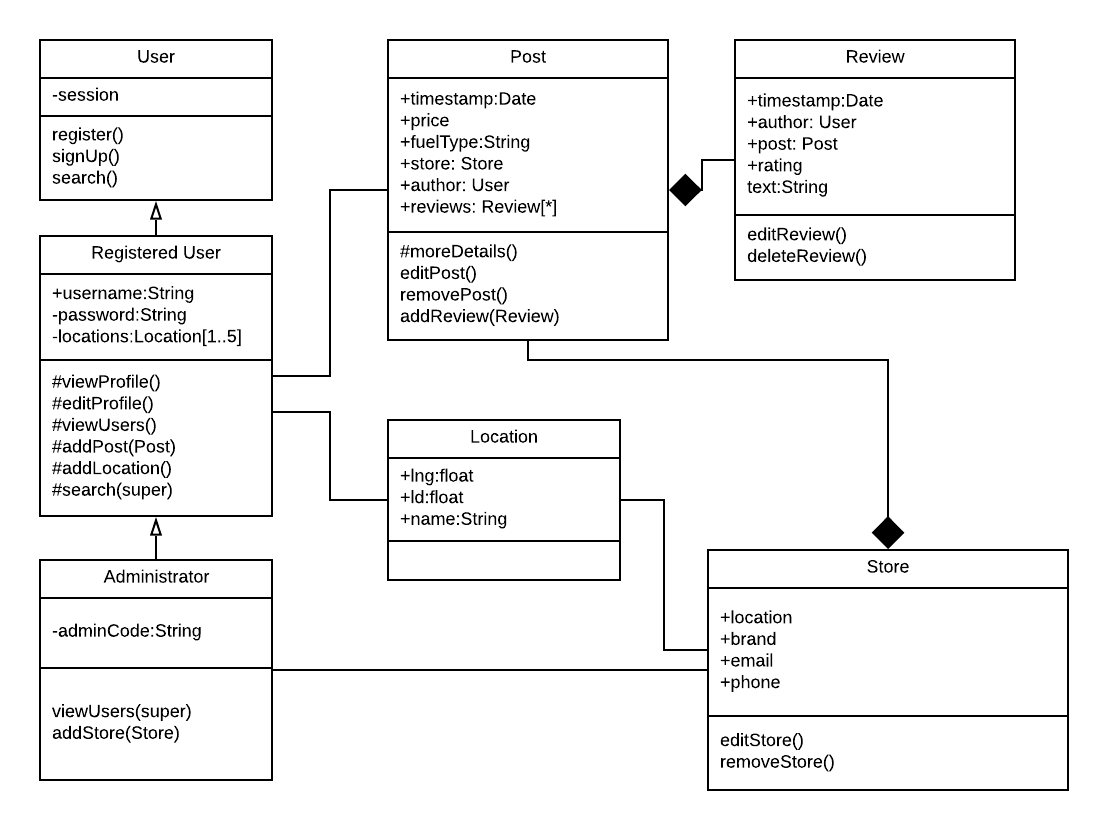 User
-session
register()
signUp()
search()
Registered User
+username:String
-password:String
-locations:Location[1..5]
#viewProfile()
#editProfile()
#viewUsers()
#addPost(Post)
#addLocation()
#search(super)
Administrator
-adminCode:String
viewUsers(super)
addStore(Store)
Post
+timestamp:Date
+price
+fuelType:String
+store: Store
+author: User
+reviews: Review[*]
#moreDetails()
editPost()
removePost()
addReview(Review)
Location
+lng:float
+ld:float
+name:String
Review
+timestamp:Date
+author: User
+post: Post
+rating
text:String
editReview()
deleteReview()
Store
+location
+brand
+email
+phone
editStore()
removeStore()